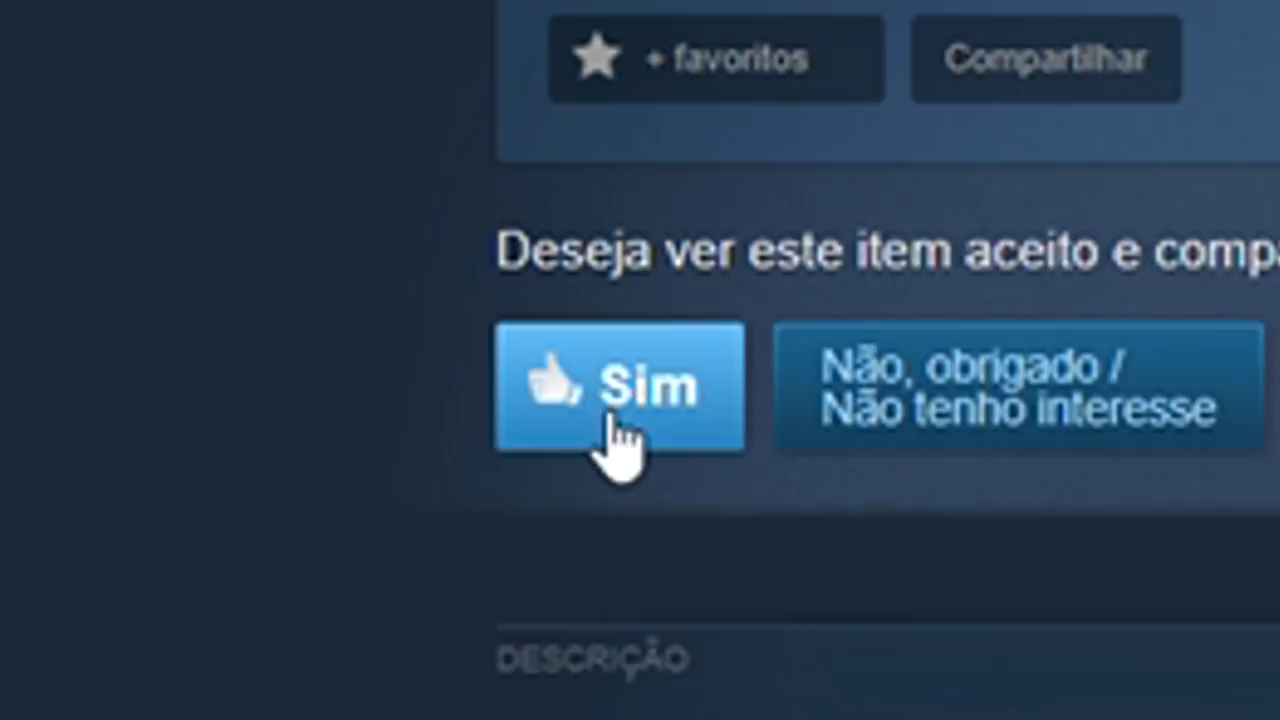 + favoritos
Compartilhar
Deseja ver este item aceito e comp
Sim
Não, obrigado /
Não tenho interesse
DESCRIÇÃO